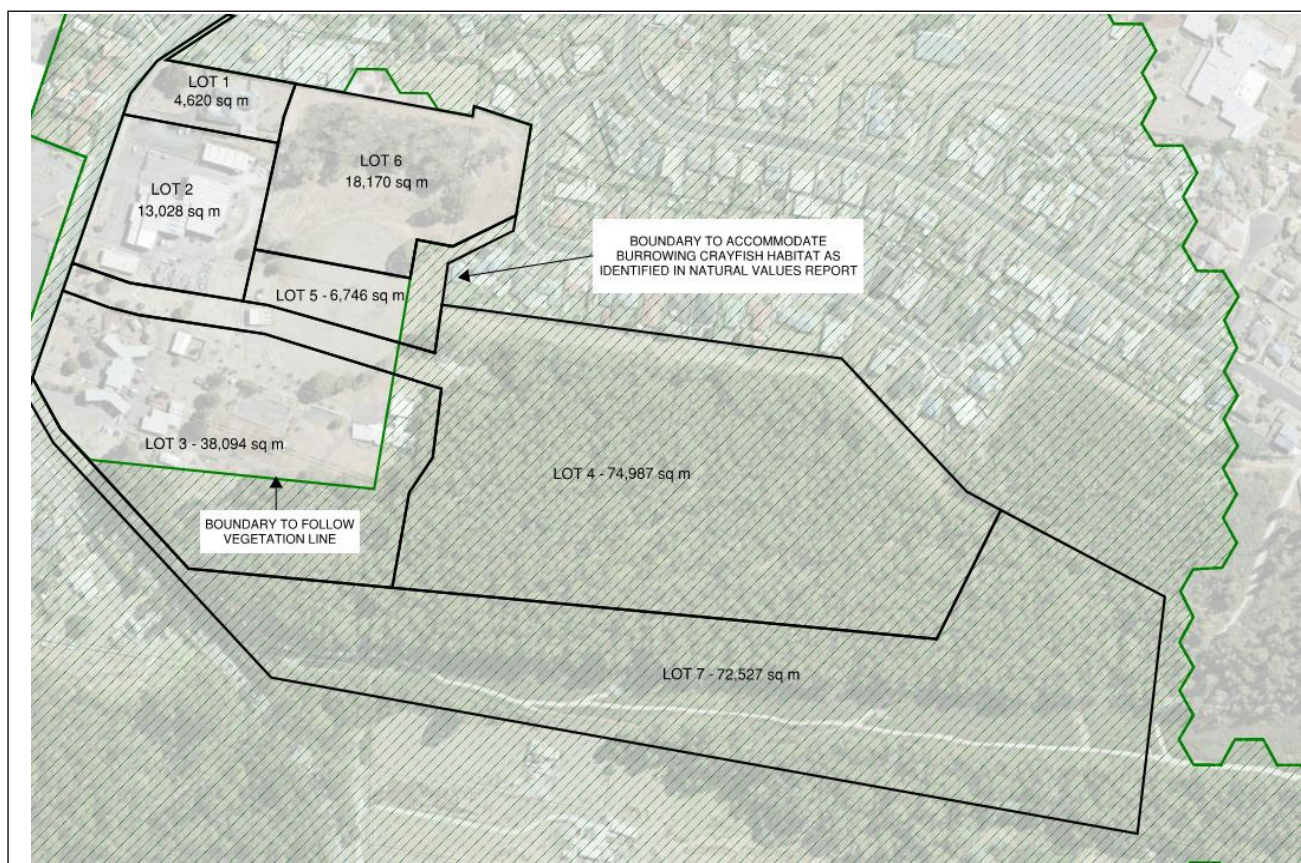 LOT 1
4,620 sq m
LOT 6
18,170 sq m
LOT 2
13,028 sq m
BOUNDARY TO ACCOMMODATE
BURROWING CRAYFISH HABITAT AS
IDENTIFIED IN NATURAL VALUES REPORT
LOT 5 - 6,746 sq m
LOT 3 - 38,094 sq m
LOT 4 - 74,987 sq m
BOUNDARY TO FOLLOW
VEGETATION LINE
LOT 7 - 72,527 sq m